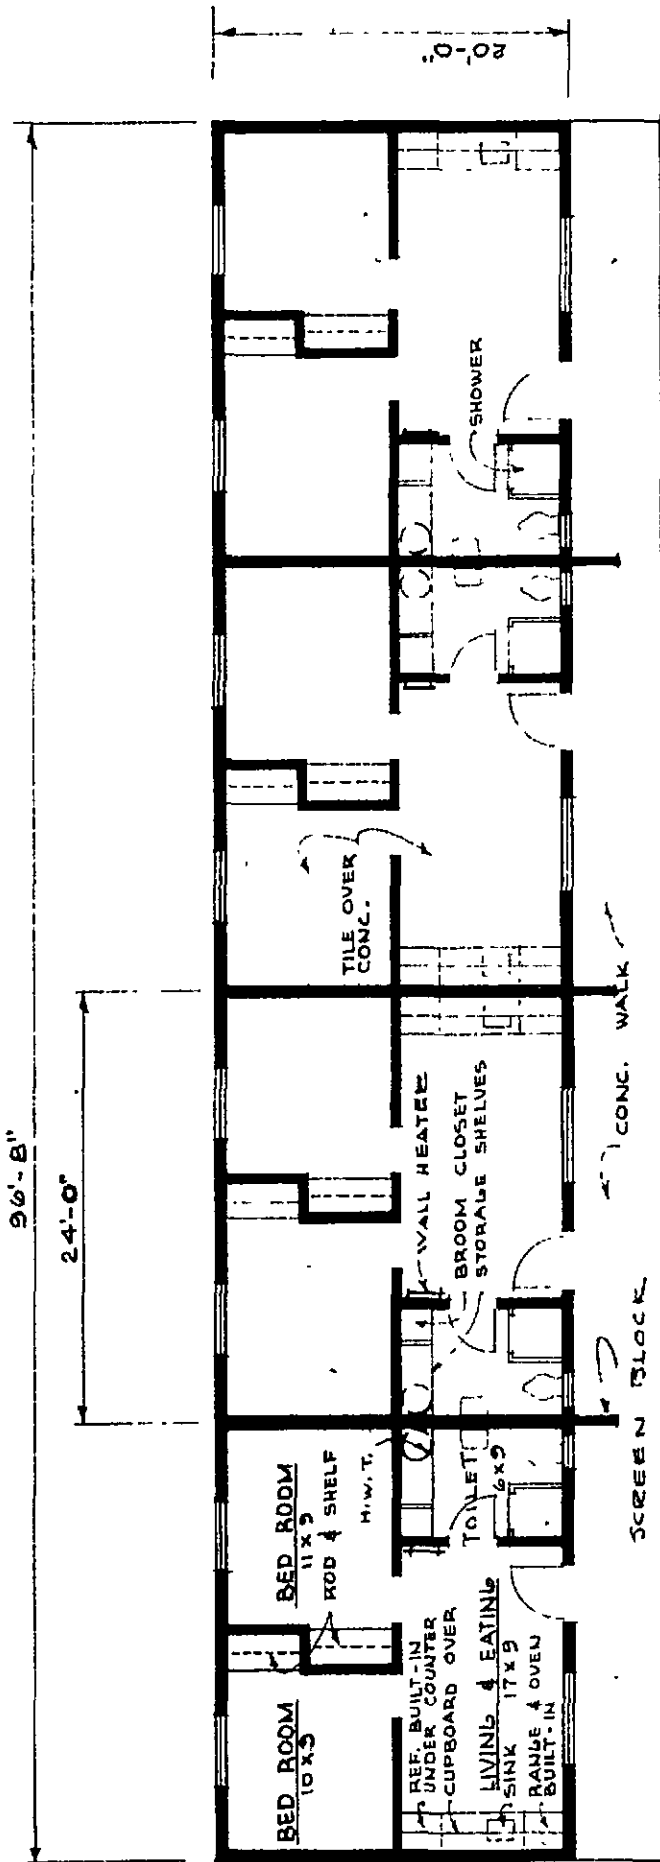 96'-8"
20'-0"
24'-0"
BED ROOM
10 x 9
BED ROOM
11 x 9
ROD & SHELF
H.W.T.
REF. BUILT-IN
UNDER COUNTER
CUPBOARD OVER
LIVING & EATING
SINK 17 x 9
RANGE & OVEN
BUILT-IN
TOILET
6 x 9
WALL HEATER
BROOM CLOSET
STORAGE SHELVES
TILE OVER
CONC.
SHOWER
SCREEN BLOCK
CONC. WALK